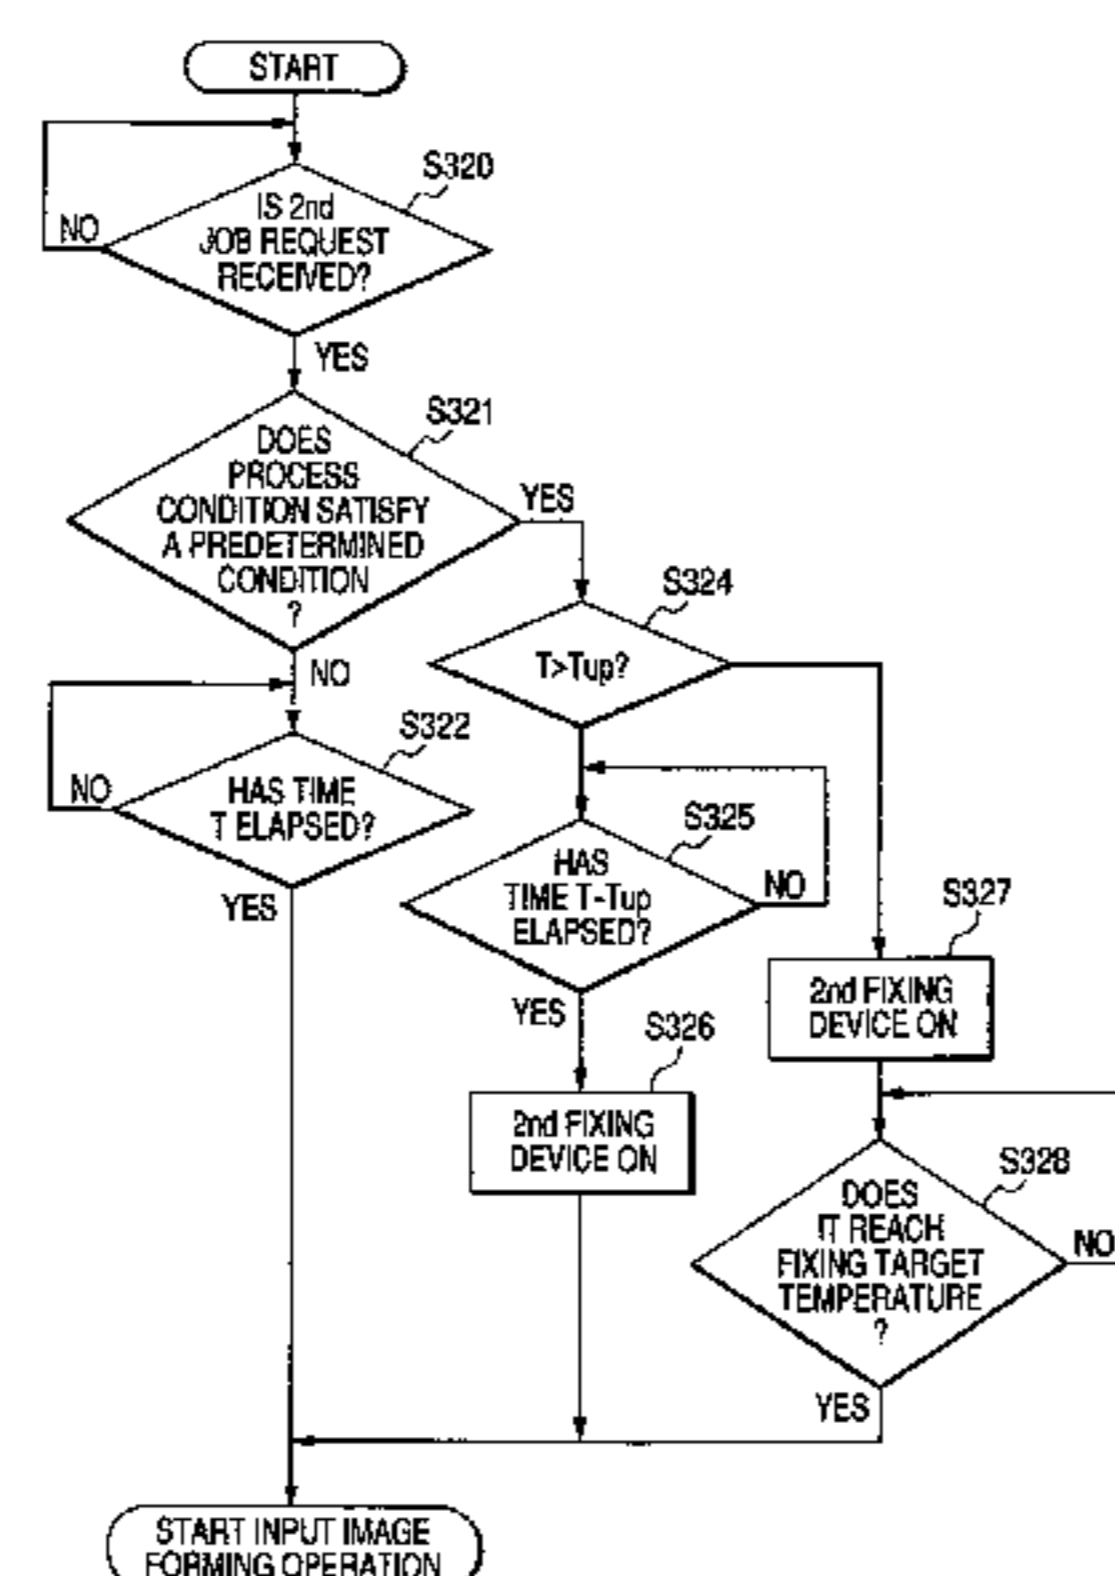 START
S320
IS 2nd
JOB REQUEST
RECEIVED?
NO
YES
S321
DOES
PROCESS
CONDITION SATISFY
A PREDETERMINED
CONDITION
?
YES
NO
S324
T>Tup?
S322
HAS TIME
T ELAPSED?
NO
YES
S325
HAS
TIME T-Tup
ELAPSED?
NO
YES
S327
2nd FIXING
DEVICE ON
S326
2nd FIXING
DEVICE ON
S328
DOES
IT REACH
FIXING TARGET
TEMPERATURE
?
NO
YES
START INPUT IMAGE
FORMING OPERATION